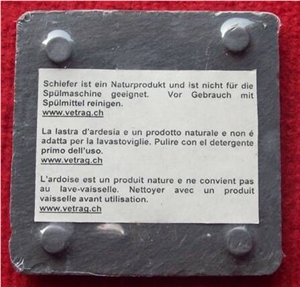 Schiefer ist ein Naturprodukt und ist nicht für die
Spülmaschine geeignet. Vor Gebrauch mit
Spülmittel reinigen.
www.vetrag.ch
La lastra d'ardesia e un prodotto naturale e non é
adatta per la lavastoviglie. Pulire con el detergente
primo dell'uso.
www.vetrag.ch
L'ardoise est un produit nature e ne convient pas
au lave-vaisselle. Nettoyer avec un produit
vaisselle avant utilisation.
www.vetrag.ch